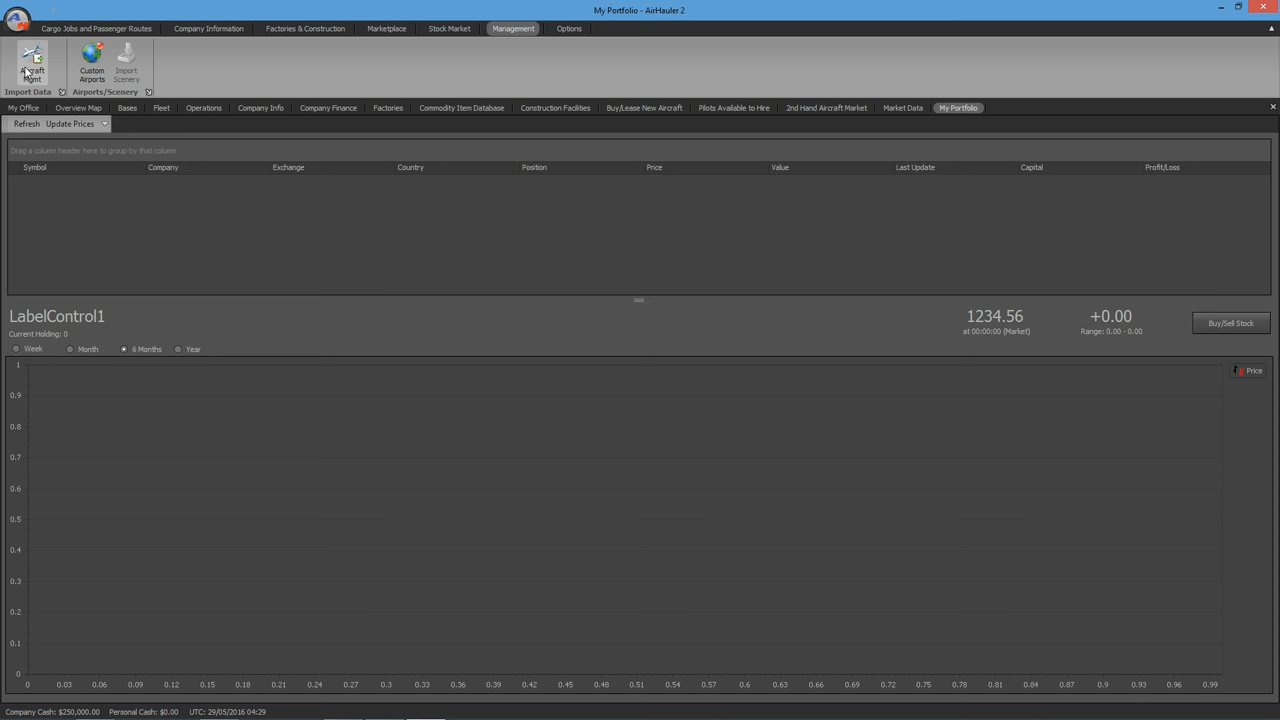 My Portfolio - AirHauler 2
Cargo Jobs and Passenger Routes Company Information Factories & Construction Marketplace Stock Market Management Options
Aircraft Mgmt Custom Airports Import Scenery
Import Data Airports/Scenery
My Office Overview Map Bases Fleet Operations Company Info Company Finance Factories Commodity Item Database Construction Facilities Buy/Lease New Aircraft Pilots Available to Hire 2nd Hand Aircraft Market Market Data My Portfolio
Refresh Update Prices
Drag a column header here to group by that column
Symbol Company Exchange Country Position Price Value Last Update Capital Profit/Loss
LabelControl1 1234.56 +0.00 Buy/Sell Stock
Current Holding: 0 at 00:00:00 (Market) Range: 0.00 - 0.00
Week Month 6 Months Year
1
Price
0.9
0.8
0.7
0.6
0.5
0.4
0.3
0.2
0.1
0
0 0.03 0.06 0.09 0.12 0.15 0.18 0.21 0.24 0.27 0.3 0.33 0.36 0.39 0.42 0.45 0.48 0.51 0.54 0.57 0.6 0.63 0.66 0.69 0.72 0.75 0.78 0.81 0.84 0.87 0.9 0.93 0.96 0.99
Company Cash: $250,000.00 Personal Cash: $0.00 UTC: 29/05/2016 04:29